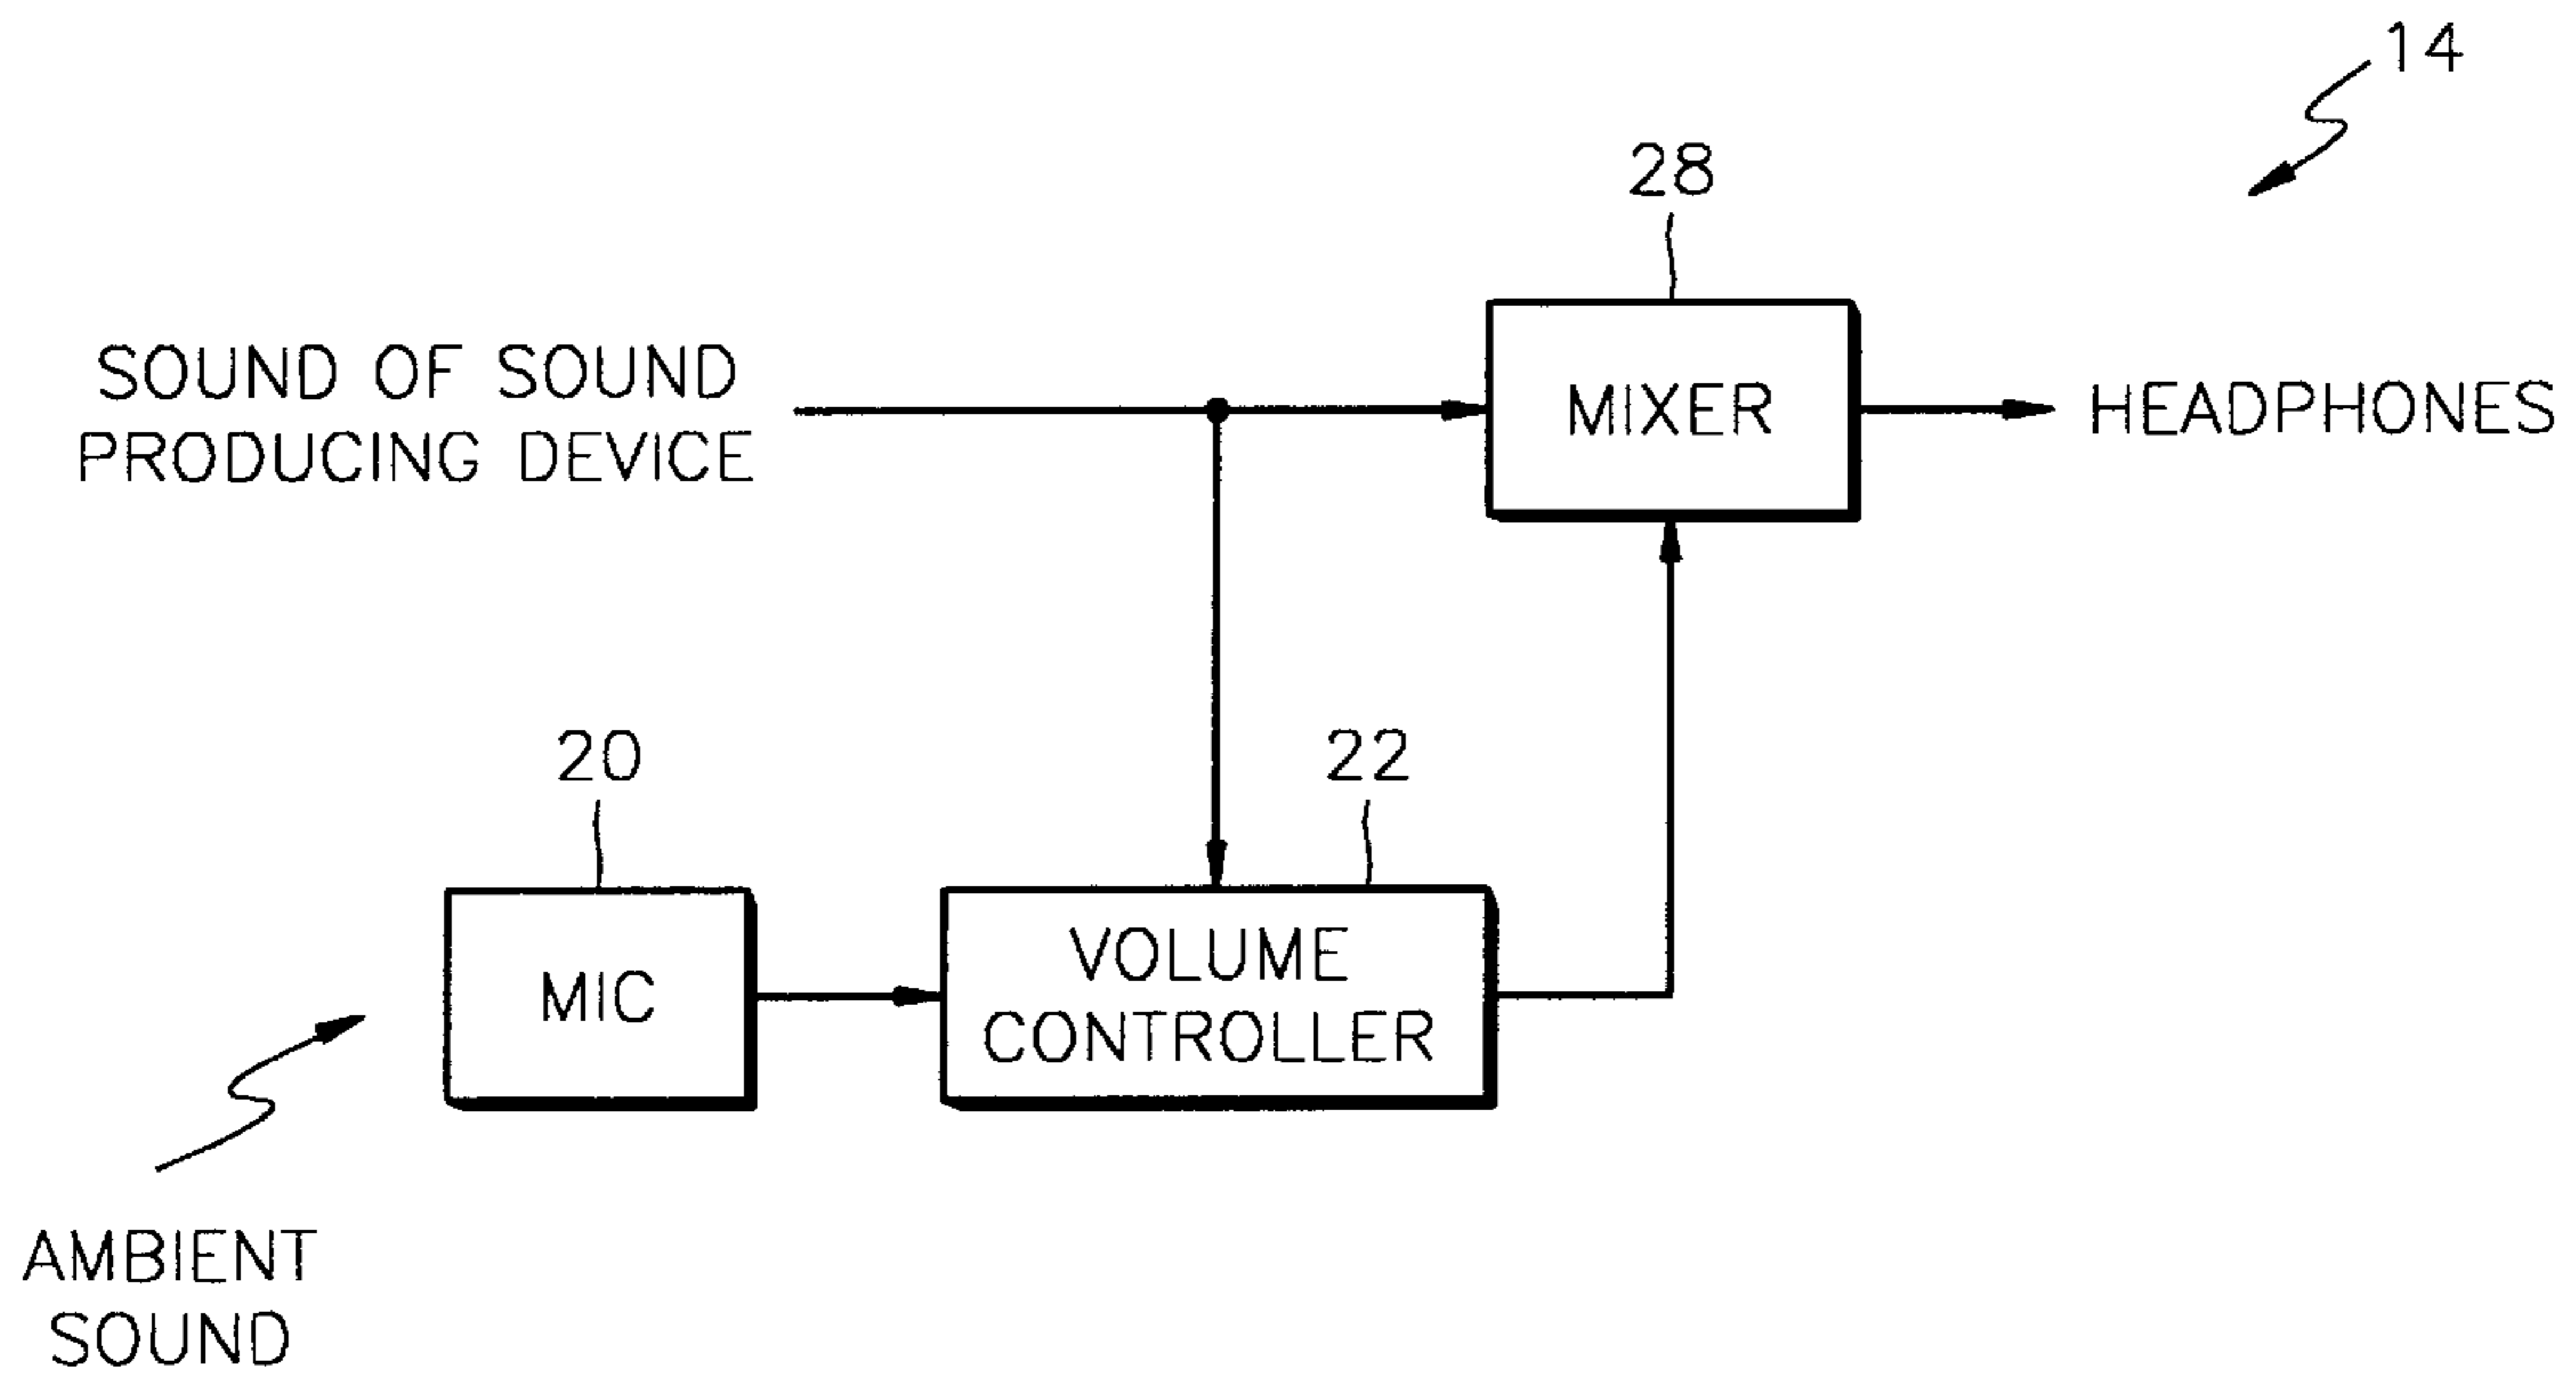 14
28
SOUND OF SOUND
PRODUCING DEVICE
MIXER
HEADPHONES
20
22
MIC
VOLUME
CONTROLLER
AMBIENT
SOUND